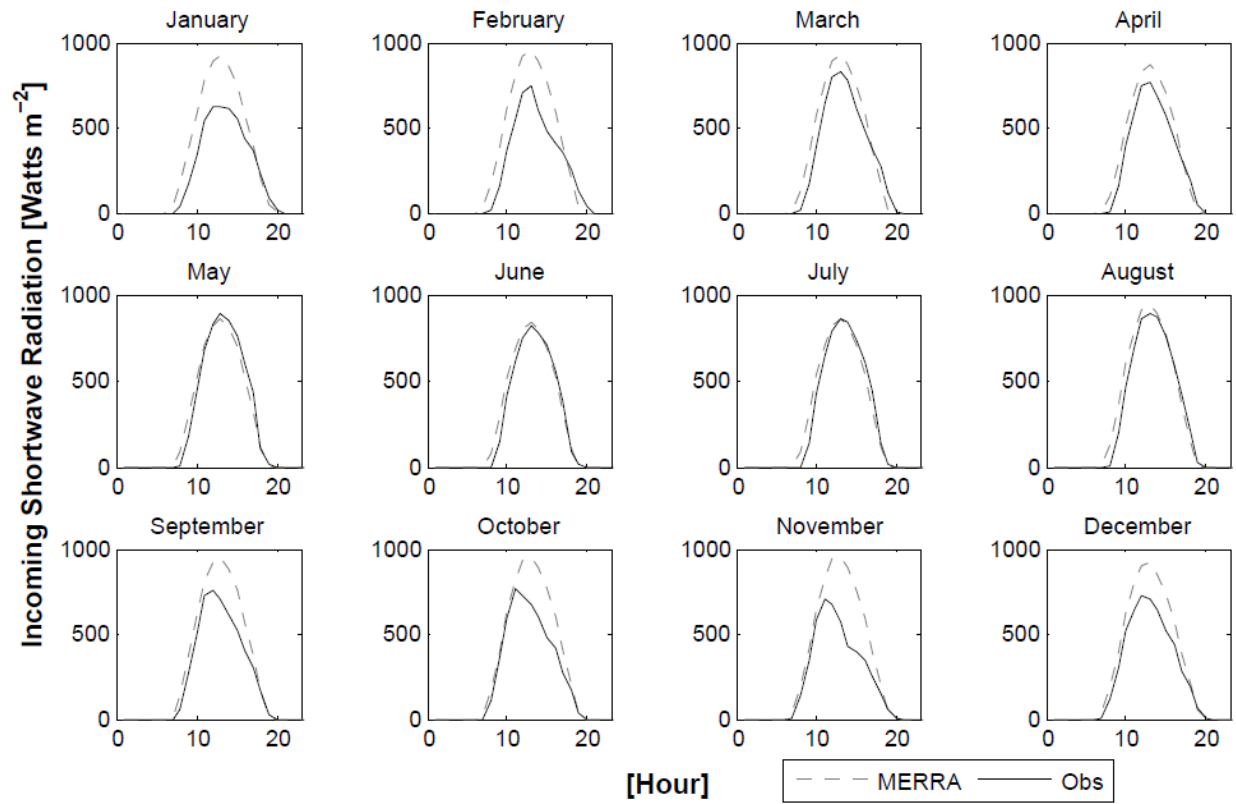 January February March April
Incoming Shortwave Radiation [Watts m−2]
1000 1000 1000 1000
500 500 500 500
0 0 0 0
0 10 20 0 10 20 0 10 20 0 10 20
May June July August
1000 1000 1000 1000
500 500 500 500
0 0 0 0
0 10 20 0 10 20 0 10 20 0 10 20
September October November December
1000 1000 1000 1000
500 500 500 500
0 0 0 0
0 10 20 0 10 20 0 10 20 0 10 20
[Hour]
MERRA Obs